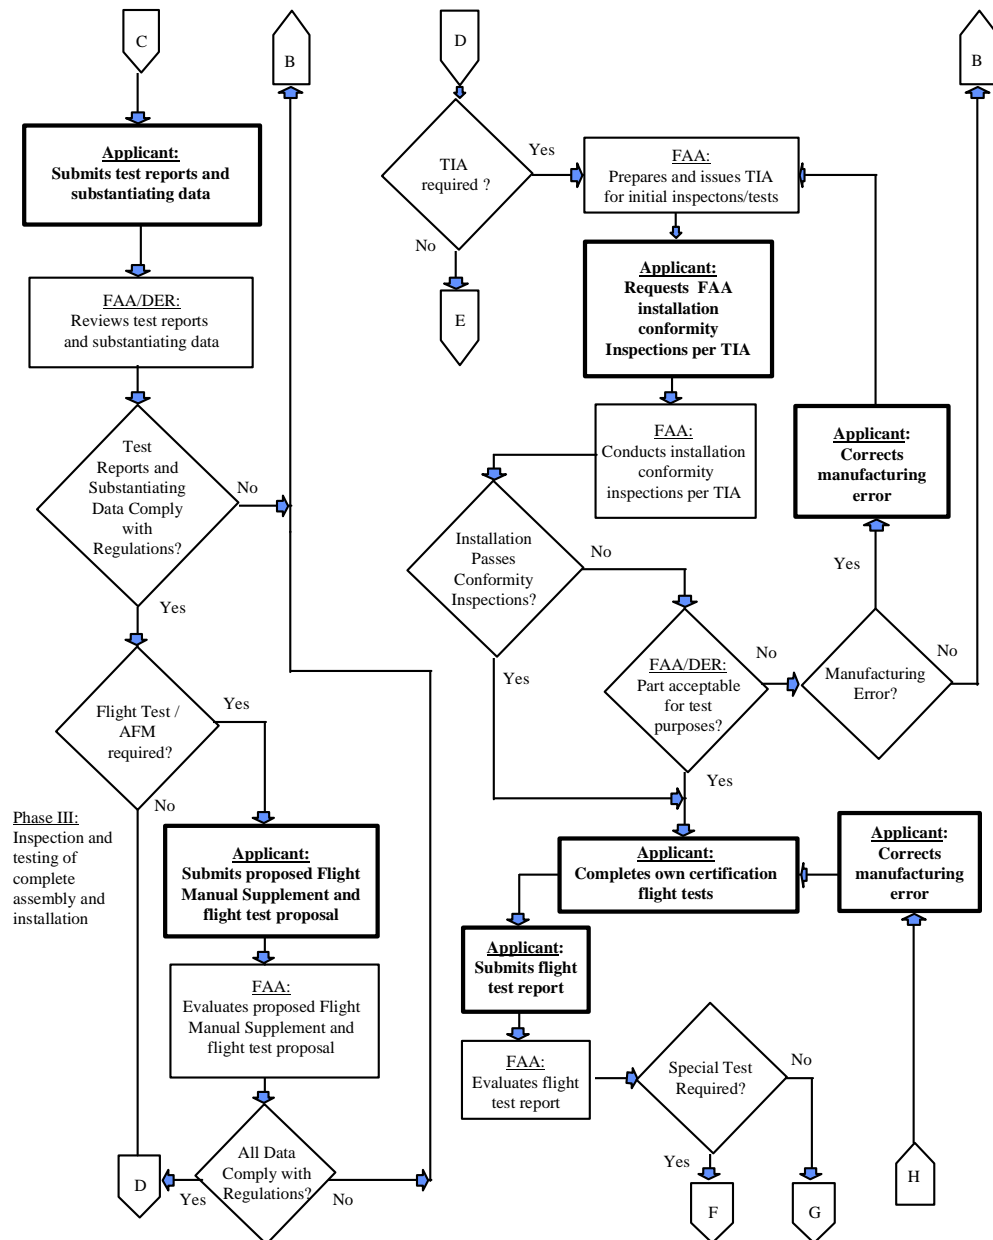 C
B
Applicant:
Submits test reports and
substantiating data
FAA/DER:
Reviews test reports
and substantiating data
Test
Reports and
Substantiating
Data Comply
with
Regulations?
No
Yes
Flight Test /
AFM
required?
Yes
No
Phase III:
Inspection and
testing of
complete
assembly and
installation
Applicant:
Submits proposed Flight
Manual Supplement and
flight test proposal
FAA:
Evaluates proposed Flight
Manual Supplement and
flight test proposal
All Data
Comply with
Regulations?
Yes
No
D
D
B
TIA
required ?
Yes
No
E
FAA:
Prepares and issues TIA
for initial inspectons/tests
Applicant:
Requests FAA
installation
conformity
Inspections per TIA
FAA:
Conducts installation
conformity
inspections per TIA
Applicant:
Corrects
manufacturing
error
Installation
Passes
Conformity
Inspections?
No
Yes
FAA/DER:
Part acceptable
for test
purposes?
No
Yes
Manufacturing
Error?
Yes
No
Applicant:
Completes own certification
flight tests
Applicant:
Corrects
manufacturing
error
Applicant:
Submits flight
test report
FAA:
Evaluates flight
test report
Special Test
Required?
No
Yes
F
G
H